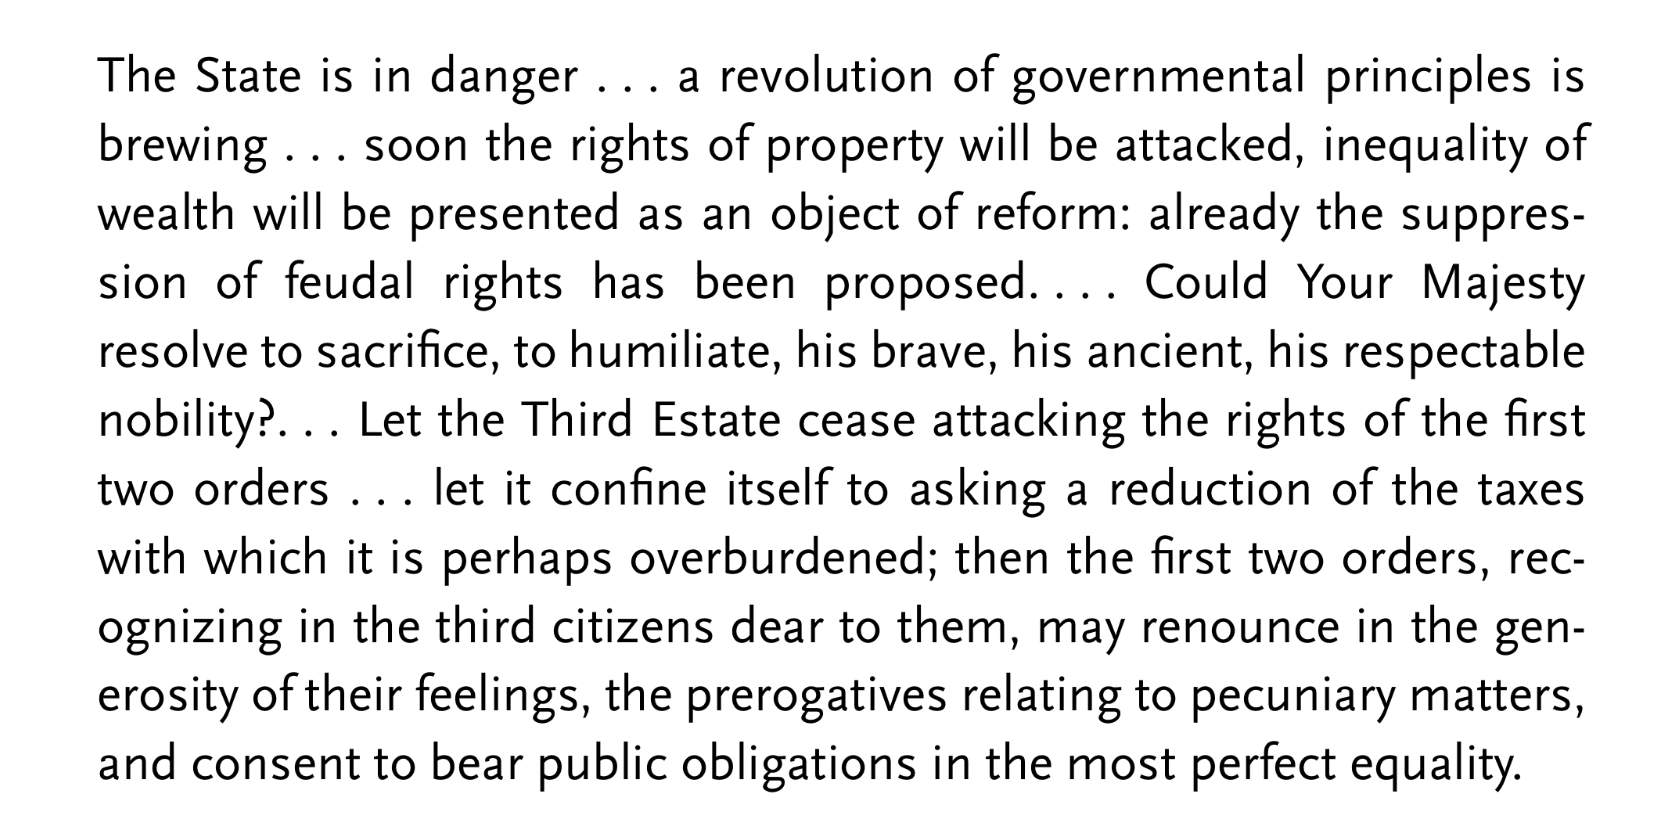 The State is in danger . . . a revolution of governmental principles is
brewing . . . soon the rights of property will be attacked, inequality of
wealth will be presented as an object of reform: already the suppres-
sion of feudal rights has been proposed. . . . Could Your Majesty
resolve to sacrifice, to humiliate, his brave, his ancient, his respectable
nobility?. . . Let the Third Estate cease attacking the rights of the first
two orders . . . let it confine itself to asking a reduction of the taxes
with which it is perhaps overburdened; then the first two orders, rec-
ognizing in the third citizens dear to them, may renounce in the gen-
erosity of their feelings, the prerogatives relating to pecuniary matters,
and consent to bear public obligations in the most perfect equality.